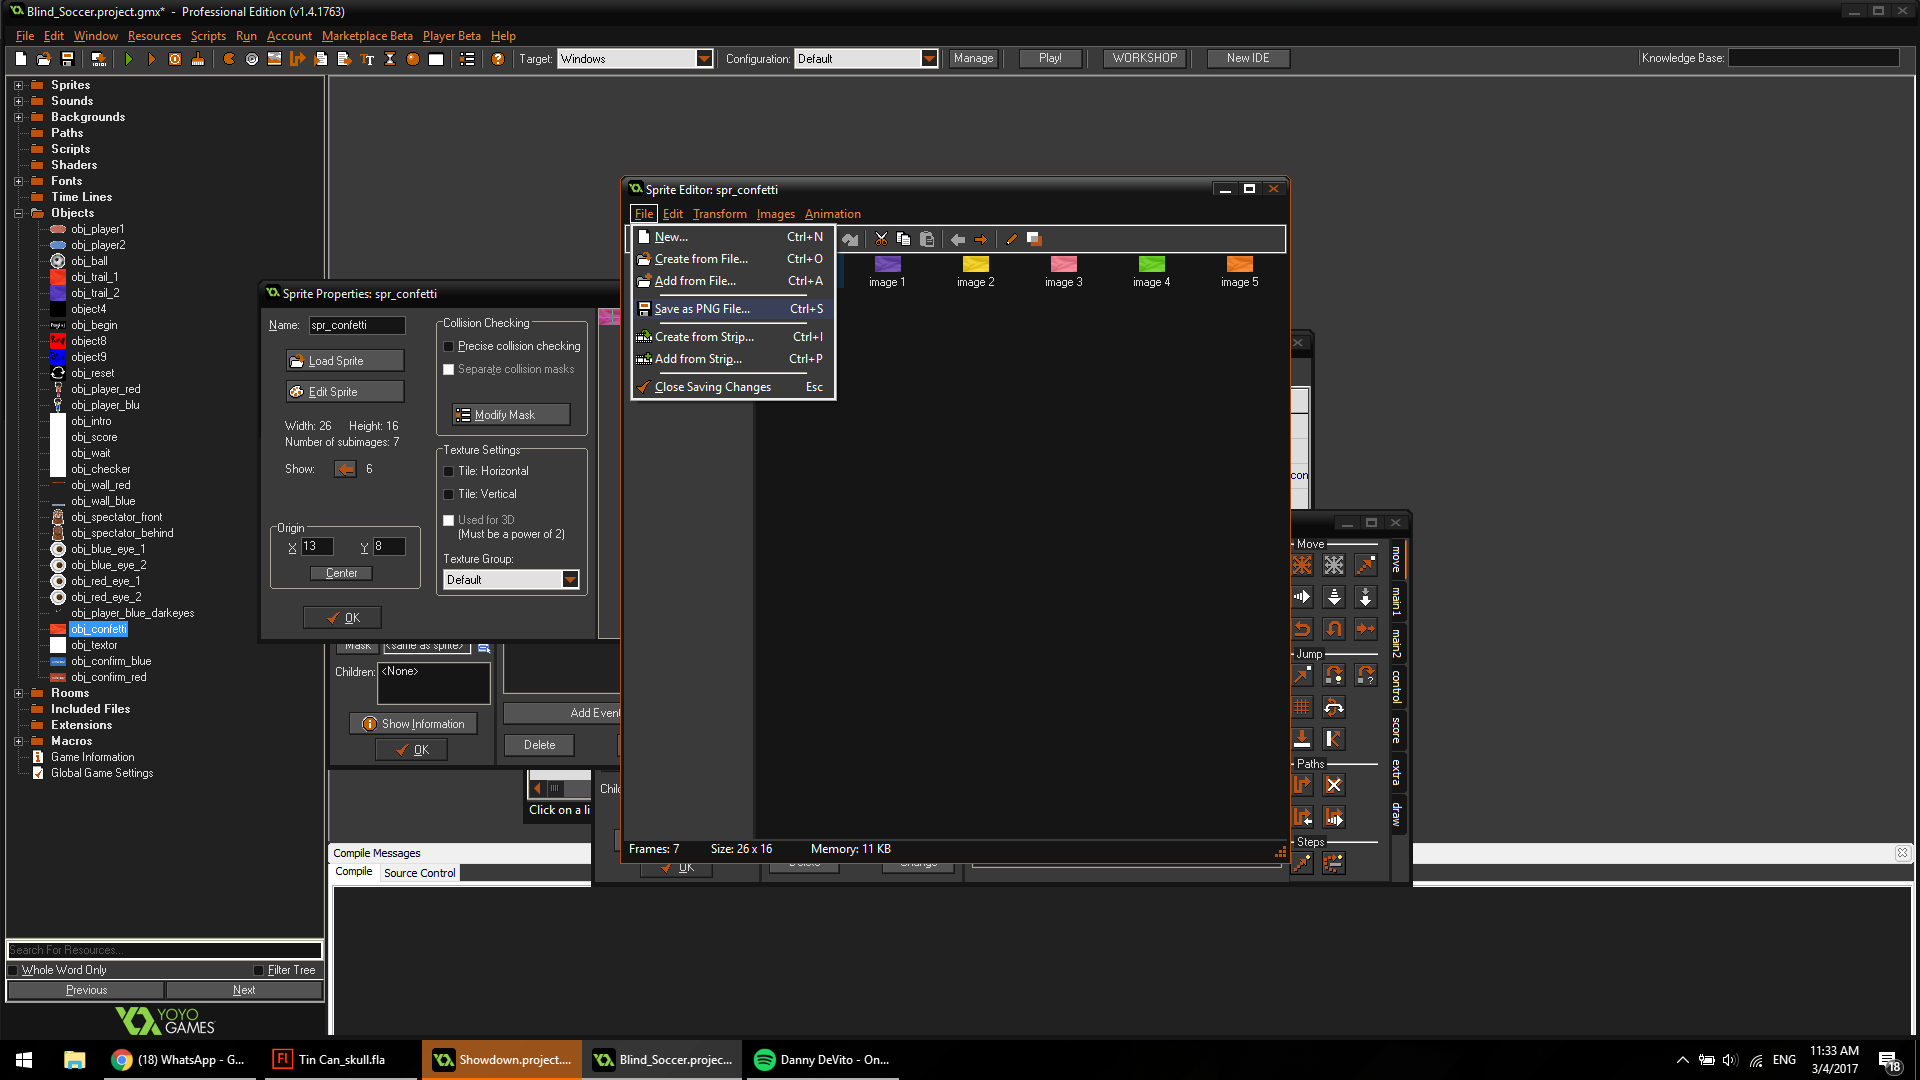 Blind_Soccer.project.gmx* - Professional Edition (v1.4.1763)
File Edit Window Resources Scripts Run Account Marketplace Beta Player Beta Help
Target: Windows Configuration: Default Manage Play! WORKSHOP New IDE Knowledge Base:
Sprites
Sounds
Backgrounds
Paths
Scripts
Shaders
Fonts
Time Lines
Objects
obj_player1
obj_player2
obj_ball
obj_trail_1
obj_trail_2
object4
obj_begin
object8
object9
obj_reset
obj_player_red
obj_player_blu
obj_intro
obj_score
obj_wait
obj_checker
obj_wall_red
obj_wall_blue
obj_spectator_front
obj_spectator_behind
obj_blue_eye_1
obj_blue_eye_2
obj_red_eye_1
obj_red_eye_2
obj_player_blue_darkeyes
obj_confetti
obj_textor
obj_confirm_blue
obj_confirm_red
Rooms
Included Files
Extensions
Macros
Game Information
Global Game Settings
Search For Resources...
Whole Word Only Filter Tree
Previous Next
YOYO
GAMES
Sprite Properties: spr_confetti
Name: spr_confetti
Load Sprite
Edit Sprite
Width: 26 Height: 16
Number of subimages: 7
Show: 6
Origin
X 13 Y 8
Center
OK
Collision Checking
Precise collision checking
Separate collision masks
Modify Mask
Texture Settings
Tile: Horizontal
Tile: Vertical
Used for 3D
(Must be a power of 2)
Texture Group:
Default
Mask <same as sprite>
Children: <None>
Show Information
OK
Add Event
Delete
Click on a li
Sprite Editor: spr_confetti
File Edit Transform Images Animation
New... Ctrl+N
Create from File... Ctrl+O
Add from File... Ctrl+A
Save as PNG File... Ctrl+S
Create from Strip... Ctrl+I
Add from Strip... Ctrl+P
Close Saving Changes Esc
image 1 image 2 image 3 image 4 image 5
Frames: 7 Size: 26 x 16 Memory: 11 KB
OK Delete Change
con
Move
Jump
Paths
Steps
move
main1
main2
control
score
extra
draw
Compile Messages
Compile Source Control
(18) WhatsApp - G...
Tin Can_skull.fla
Showdown.project....
Blind_Soccer.projec...
Danny DeVito - On...
ENG
11:33 AM
3/4/2017
18